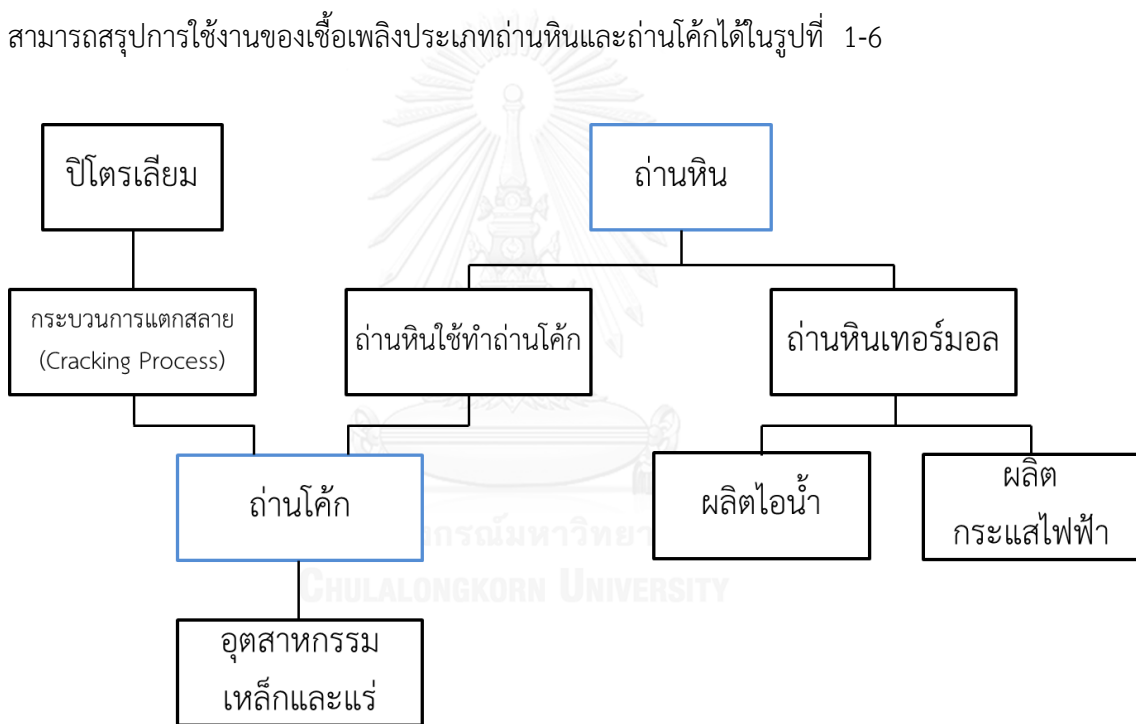 สามารถสรุปการใช้งานของเชื้อเพลิงประเภทถ่านหินและถ่านโค้กได้ในรูปที่ 1-6
ปิโตรเลียม
ถ่านหิน
กระบวนการแตกสลาย
(Cracking Process)
ถ่านหินใช้ทำถ่านโค้ก
ถ่านหินเทอร์มอล
ถ่านโค้ก
ผลิตไอน้ำ
ผลิต
กระแสไฟฟ้า
CHULALONGKORN UNIVERSITY
อุตสาหกรรม
เหล็กและแร่